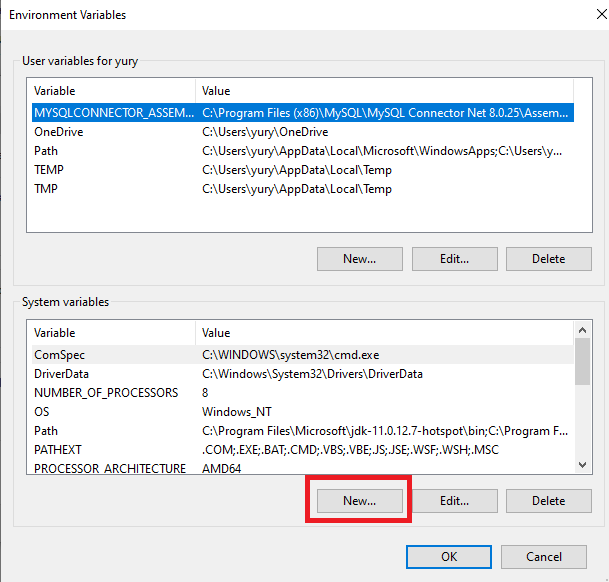 Environment Variables
User variables for yury
Variable Value
MYSQLCONNECTOR_ASSEM... C:\Program Files (x86)\MySQL\MySQL Connector Net 8.0.25\Assem...
OneDrive C:\Users\yury\OneDrive
Path C:\Users\yury\AppData\Local\Microsoft\WindowsApps;C:\Users\y...
TEMP C:\Users\yury\AppData\Local\Temp
TMP C:\Users\yury\AppData\Local\Temp
New... Edit... Delete
System variables
Variable Value
ComSpec C:\WINDOWS\system32\cmd.exe
DriverData C:\Windows\System32\Drivers\DriverData
NUMBER_OF_PROCESSORS 8
OS Windows_NT
Path C:\Program Files\Microsoft\jdk-11.0.12.7-hotspot\bin;C:\Program F...
PATHEXT .COM;.EXE;.BAT;.CMD;.VBS;.VBE;.JS;.JSE;.WSF;.WSH;.MSC
PROCESSOR_ARCHITECTURE AMD64
New... Edit... Delete
OK Cancel